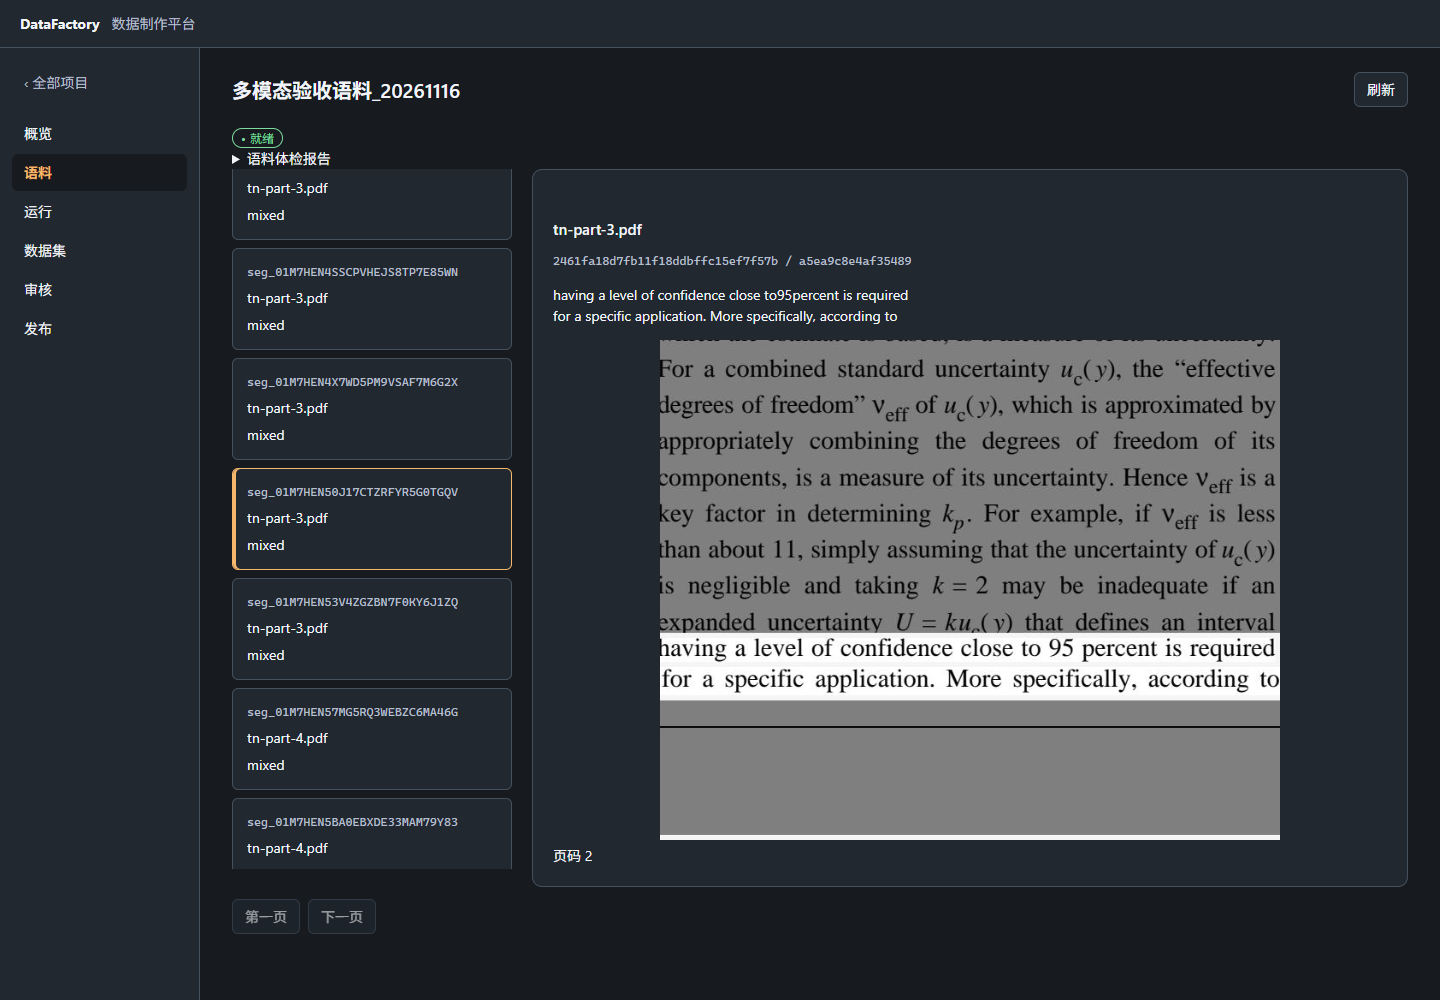 DataFactory 数据制作平台
‹ 全部项目
概览
语料
运行
数据集
审核
发布
多模态验收语料_20261116
刷新
• 就绪
▶ 语料体检报告
tn-part-3.pdf
mixed
seg_01M7HEN4SSCPVHEJS8TP7E85WN
tn-part-3.pdf
mixed
seg_01M7HEN4X7WD5PM9VSAF7M6G2X
tn-part-3.pdf
mixed
seg_01M7HEN50J17CTZRFYR5G0TGQV
tn-part-3.pdf
mixed
seg_01M7HEN53V4ZGZBN7F0KY6J1ZQ
tn-part-3.pdf
mixed
seg_01M7HEN57MG5RQ3WEBZC6MA46G
tn-part-4.pdf
mixed
seg_01M7HEN5BA0EBXDE33MAM79Y83
tn-part-4.pdf
第一页
下一页
tn-part-3.pdf
2461fa18d7fb11f18ddbffc15ef7f57b / a5ea9c8e4af35489
having a level of confidence close to95percent is required
for a specific application. More specifically, according to
For a combined standard uncertainty u_c(y), the “effective
degrees of freedom” ν_eff of u_c(y), which is approximated by
appropriately combining the degrees of freedom of its
components, is a measure of its uncertainty. Hence ν_eff is a
key factor in determining k_p. For example, if ν_eff is less
than about 11, simply assuming that the uncertainty of u_c(y)
is negligible and taking k = 2 may be inadequate if an
expanded uncertainty U = ku_c(y) that defines an interval
having a level of confidence close to 95 percent is required
for a specific application. More specifically, according to
页码 2